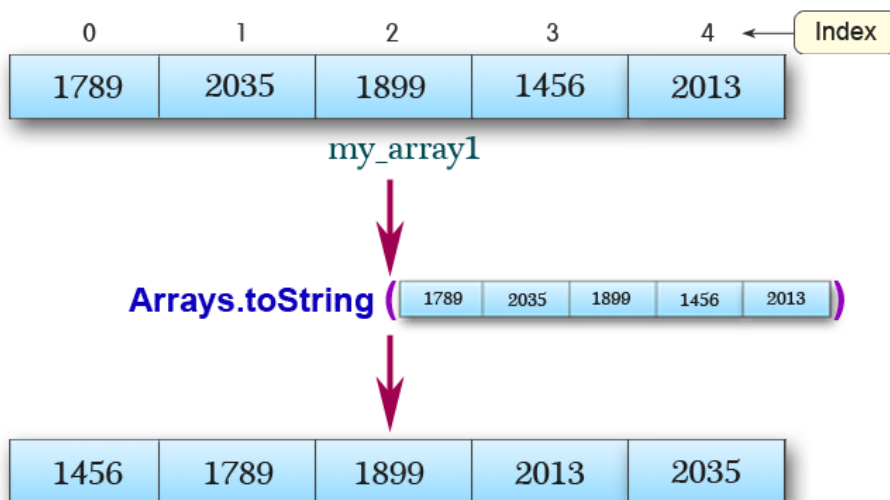 0 1 2 3 4 Index
1789 2035 1899 1456 2013
my_array1
Arrays.toString ( 1789 2035 1899 1456 2013 )
1456 1789 1899 2013 2035